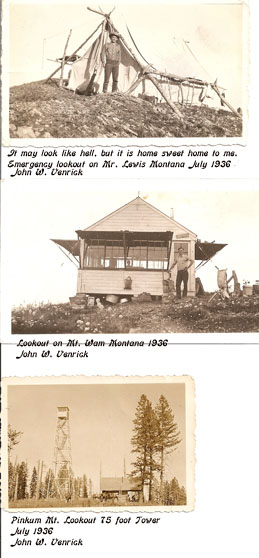 It may look like hell, but it is home sweet home to me.
Emergency lookout on Mr. Lewis Montana July 1936
John W. Venrick
Lookout on Mt. Wam Montana 1936
John W. Venrick
Pinkum Mt. Lookout 75 foot Tower
July 1936
John W. Venrick